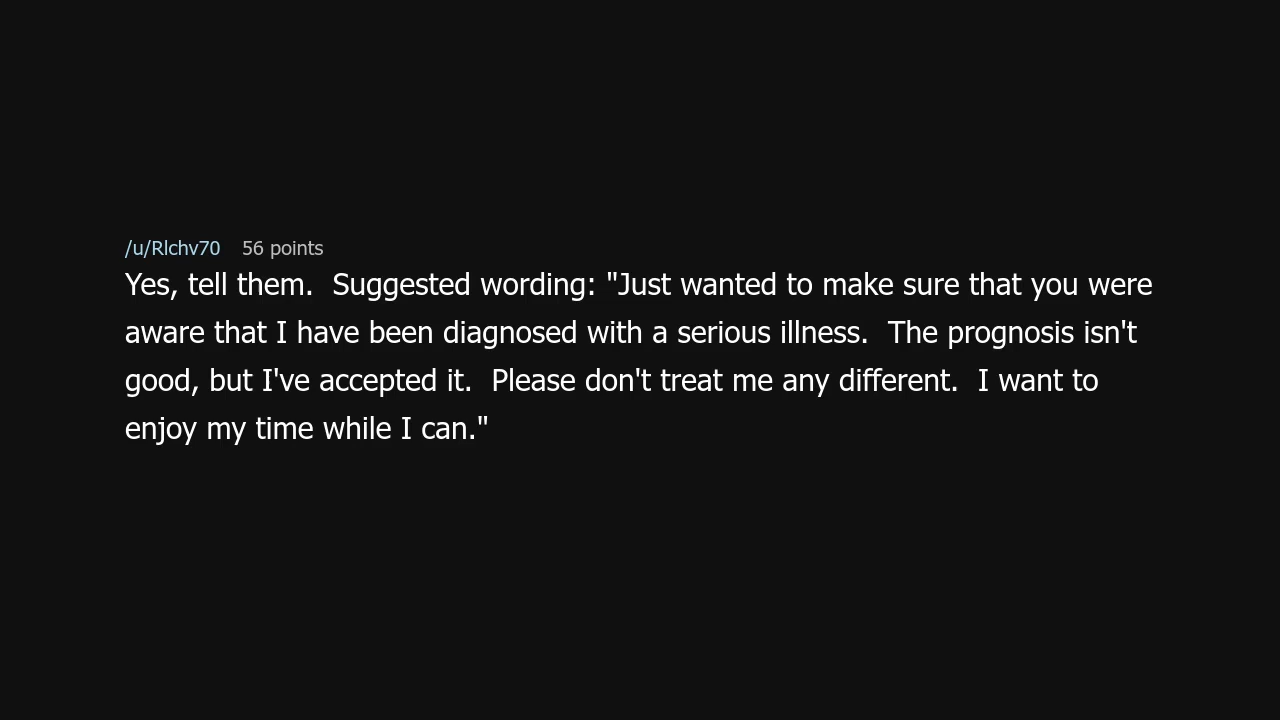 /u/Rlchv70 56 points
Yes, tell them.  Suggested wording: "Just wanted to make sure that you were
aware that I have been diagnosed with a serious illness.  The prognosis isn't
good, but I've accepted it.  Please don't treat me any different.  I want to
enjoy my time while I can."